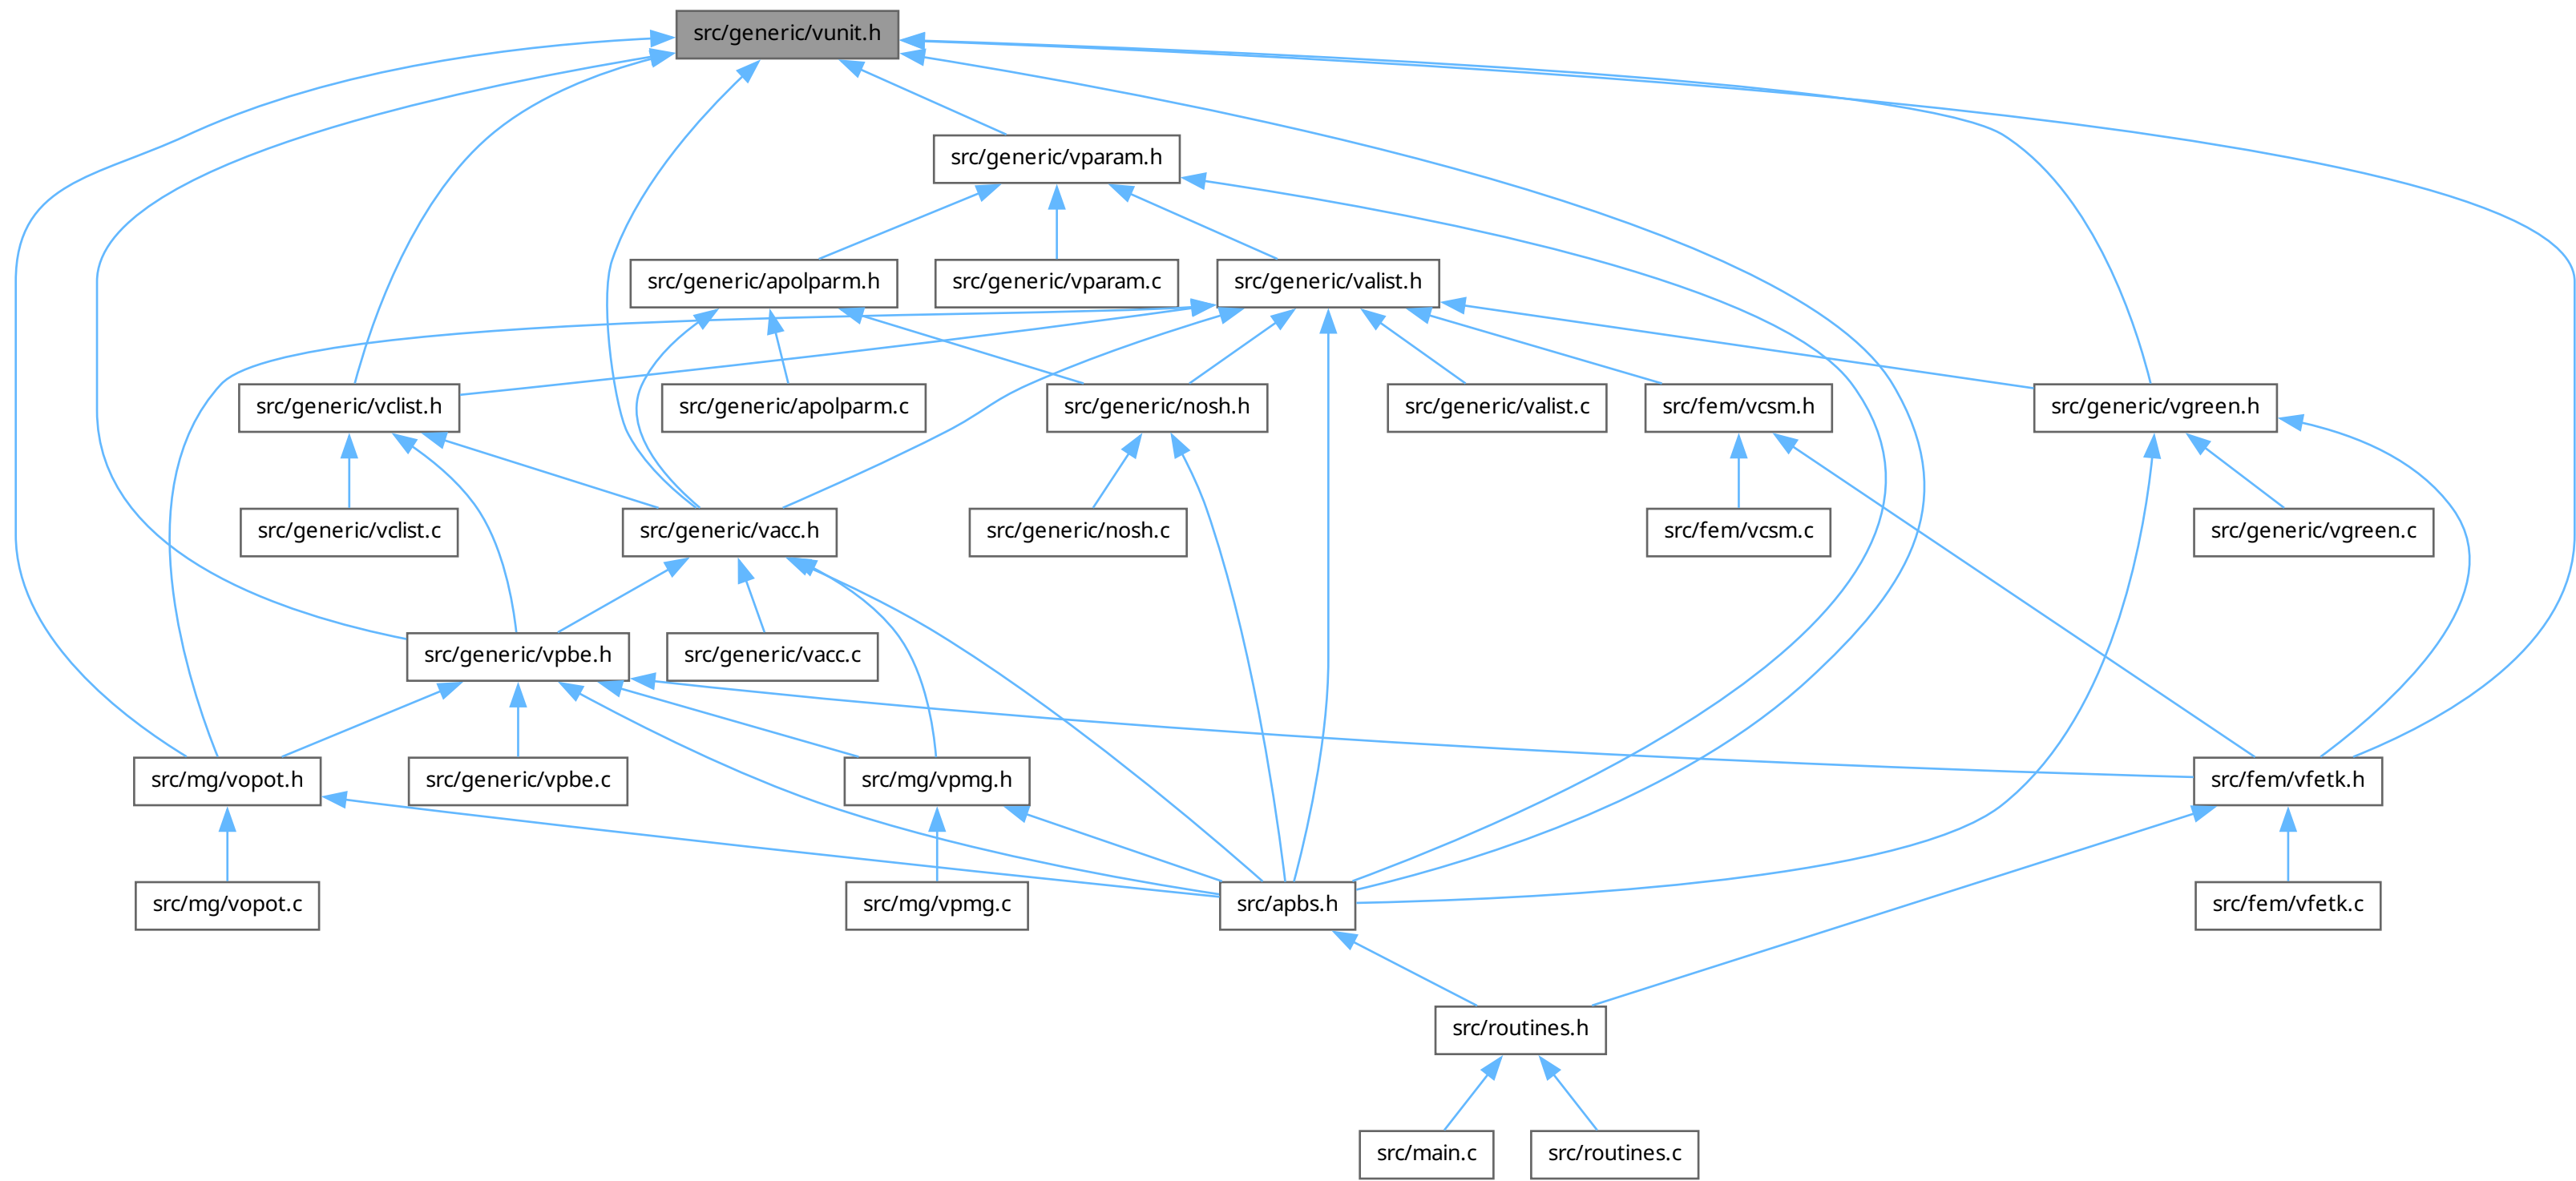 src/generic/vunit.h
src/generic/vparam.h
src/generic/apolparm.h
src/generic/vparam.c
src/generic/valist.h
src/generic/vclist.h
src/generic/apolparm.c
src/generic/nosh.h
src/generic/valist.c
src/fem/vcsm.h
src/generic/vgreen.h
src/generic/vclist.c
src/generic/vacc.h
src/generic/nosh.c
src/fem/vcsm.c
src/generic/vgreen.c
src/generic/vpbe.h
src/generic/vacc.c
src/mg/vopot.h
src/generic/vpbe.c
src/mg/vpmg.h
src/fem/vfetk.h
src/mg/vopot.c
src/mg/vpmg.c
src/apbs.h
src/fem/vfetk.c
src/routines.h
src/main.c
src/routines.c